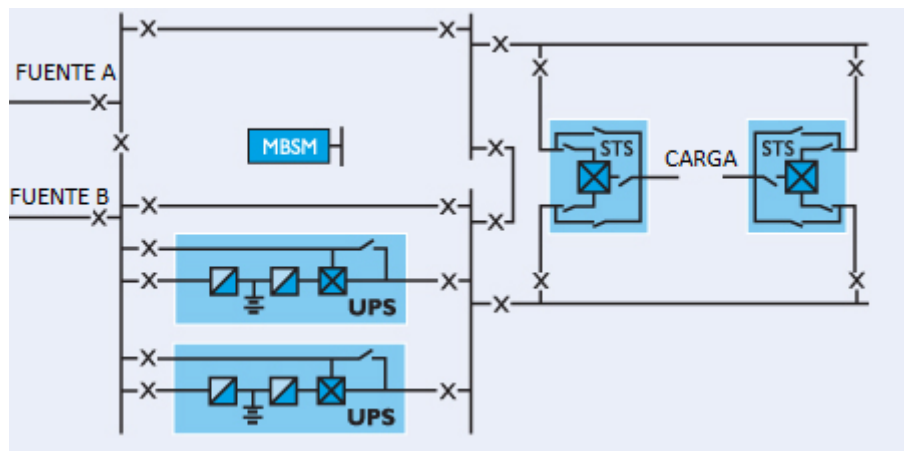 FUENTE A
MBSM
STS
CARGA
STS
FUENTE B
UPS
UPS